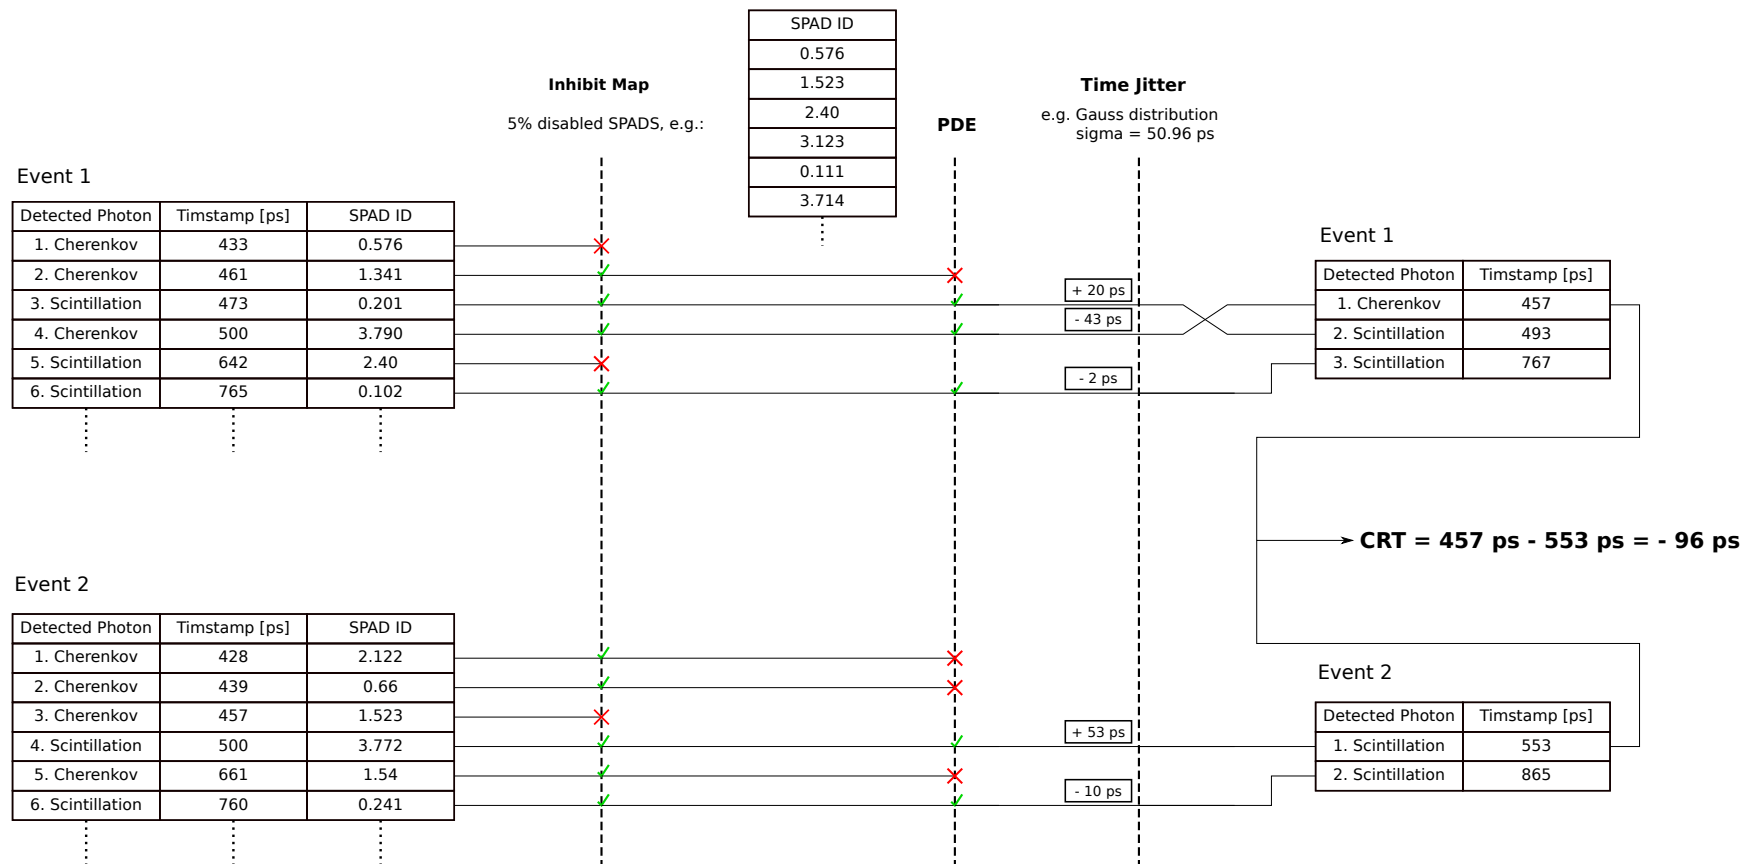 SPAD ID
0.576
1.523
2.40
3.123
0.111
3.714
Inhibit Map
5% disabled SPADS, e.g.:
PDE
Time Jitter
e.g. Gauss distribution
sigma = 50.96 ps
Event 1
Detected Photon Timstamp [ps] SPAD ID
1. Cherenkov 433 0.576
2. Cherenkov 461 1.341
3. Scintillation 473 0.201
4. Cherenkov 500 3.790
5. Scintillation 642 2.40
6. Scintillation 765 0.102
+ 20 ps
- 43 ps
- 2 ps
Event 1
Detected Photon Timstamp [ps]
1. Cherenkov 457
2. Scintillation 493
3. Scintillation 767
CRT = 457 ps - 553 ps = - 96 ps
Event 2
Detected Photon Timstamp [ps] SPAD ID
1. Cherenkov 428 2.122
2. Cherenkov 439 0.66
3. Cherenkov 457 1.523
4. Scintillation 500 3.772
5. Cherenkov 661 1.54
6. Scintillation 760 0.241
+ 53 ps
- 10 ps
Event 2
Detected Photon Timstamp [ps]
1. Scintillation 553
2. Scintillation 865